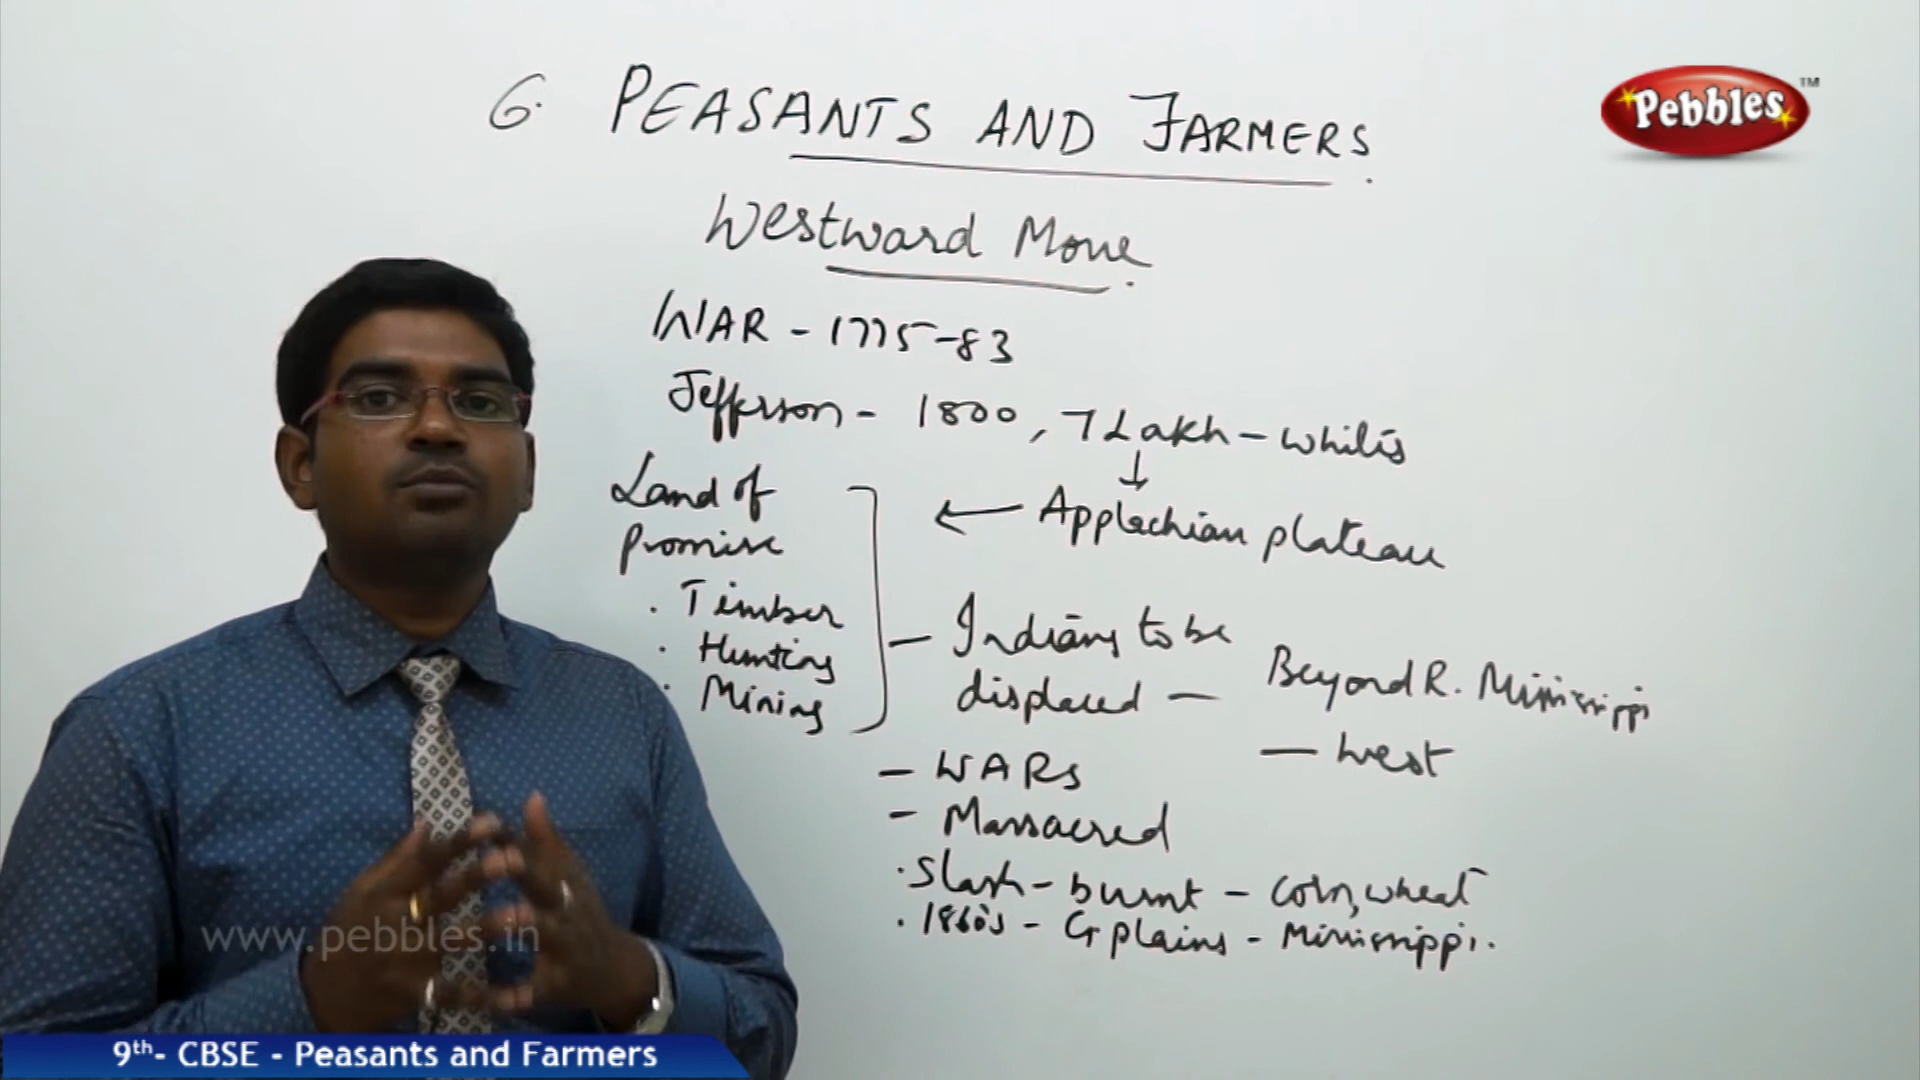 6. PEASANTS AND FARMERS.
Pebbles™
Westward Move.
WAR - 1775-83
Jefferson - 1800, 7 Lakh - whites
↓
Land of
Promise
← Applachian plateau
. Timber
. Hunting
. Mining
- Indians to be
displaced - Beyond R. Mississippi
- West
- WARS
- Massacred
. Slash - burnt - Corn, wheat
. 1860's - G plains - Mississippi.
www.pebbles.in
9th- CBSE - Peasants and Farmers